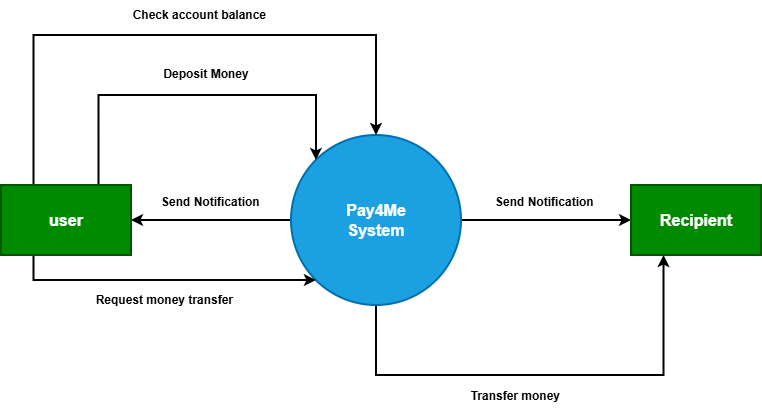 Check account balance
Deposit Money
Send Notification
Send Notification
user
Pay4Me
System
Recipient
Request money transfer
Transfer money